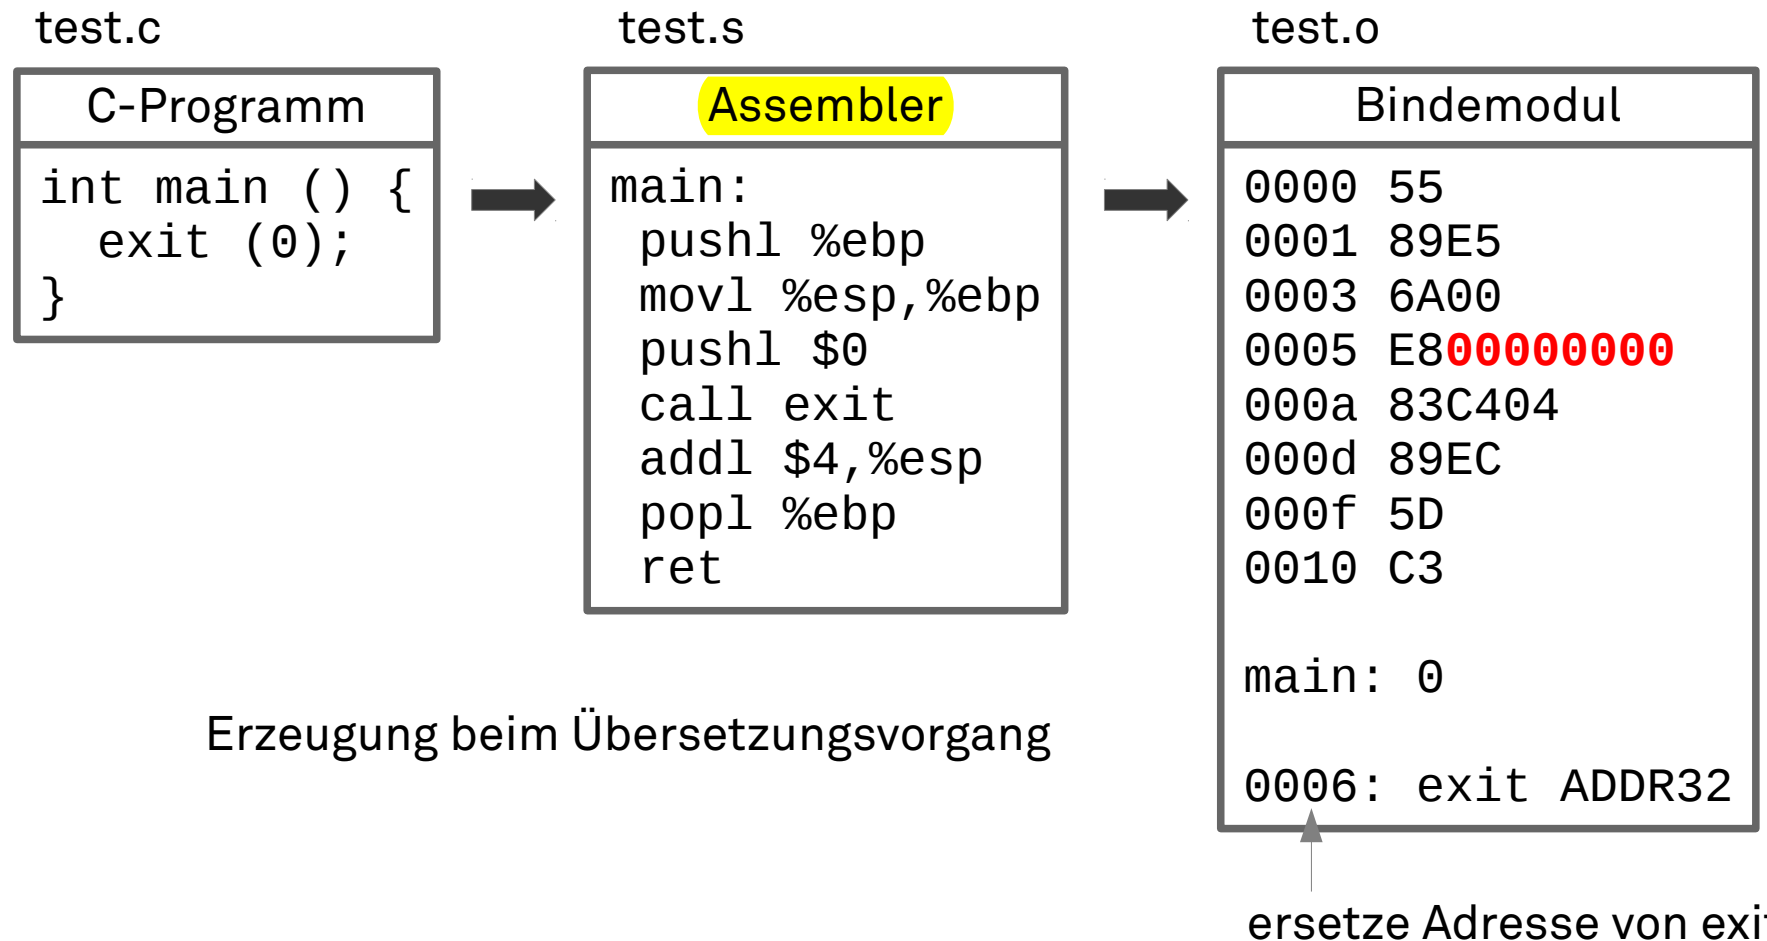 test.c
C-Programm
int main () {
exit (0);
}
test.s
Assembler
main:
pushl %ebp
movl %esp,%ebp
pushl $0
call exit
addl $4,%esp
popl %ebp
ret
test.o
Bindemodul
0000 55
0001 89E5
0003 6A00
0005 E800000000
000a 83C404
000d 89EC
000f 5D
0010 C3
main: 0
0006: exit ADDR32
Erzeugung beim Übersetzungsvorgang
ersetze Adresse von exit